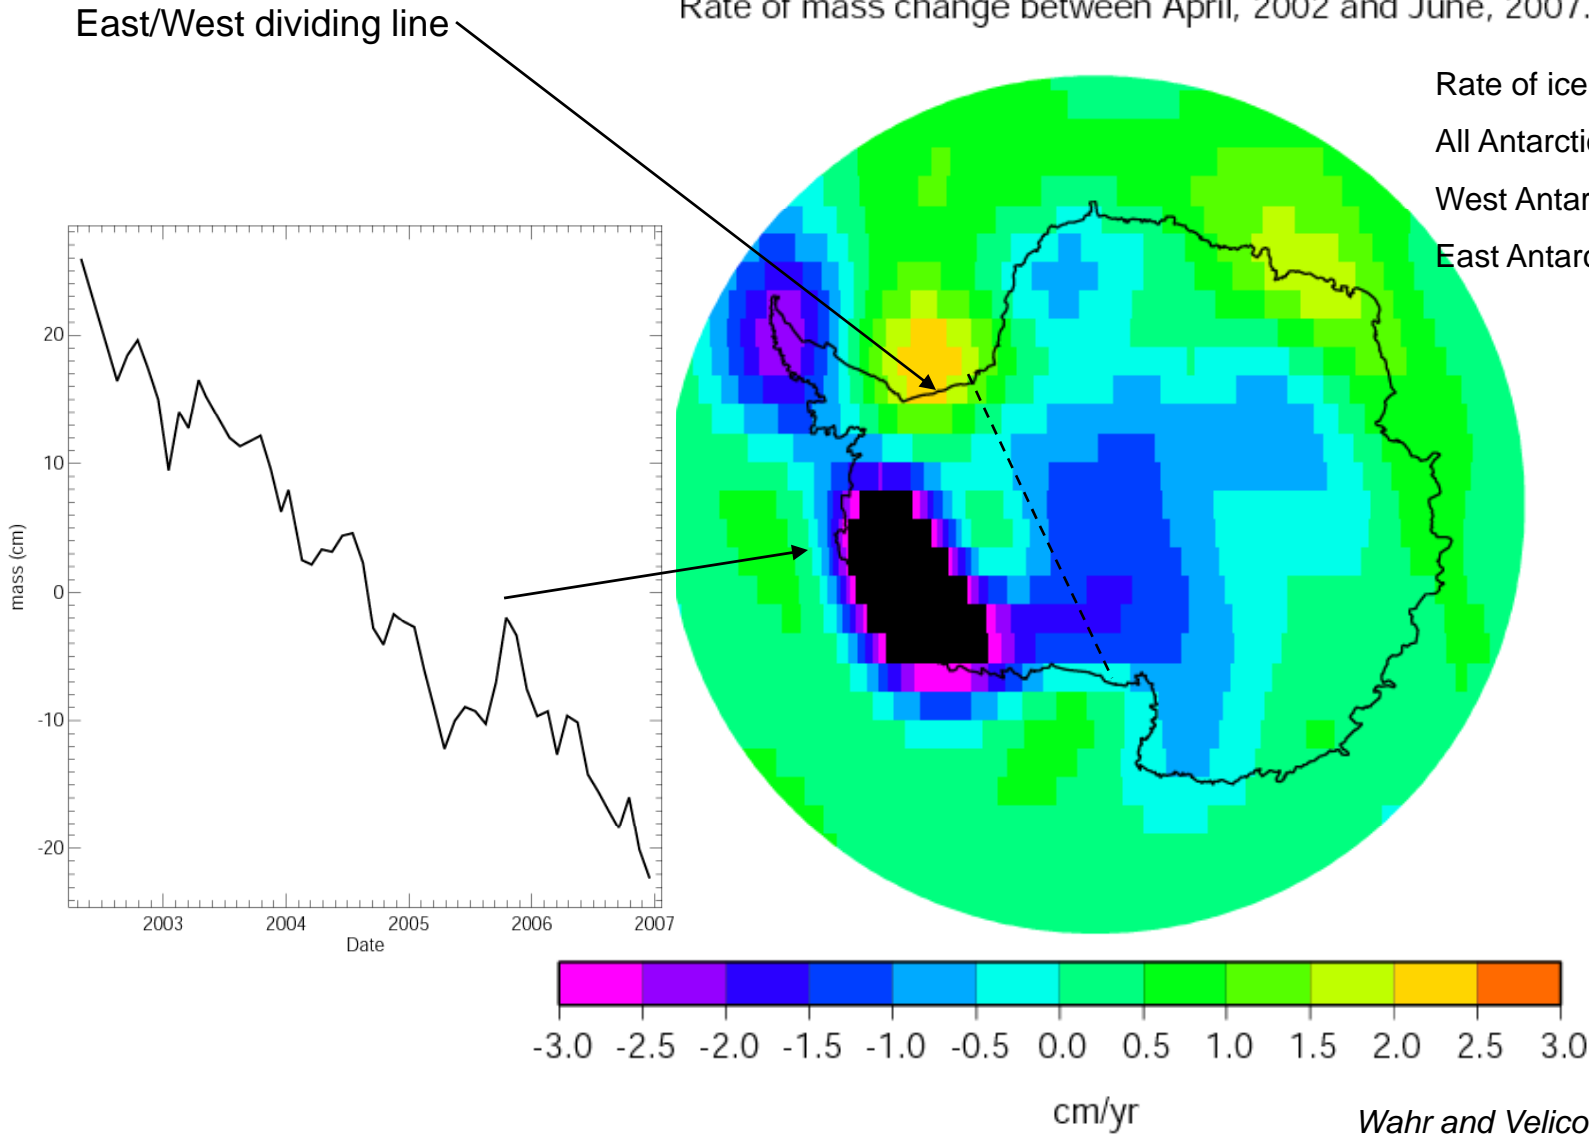 East/West dividing line
Rate of mass change between April, 2002 and June, 2007.
Rate of ice
All Antarctic
West Antar
East Antarc
mass (cm)
20
10
0
-10
-20
2003 2004 2005 2006 2007
Date
-3.0 -2.5 -2.0 -1.5 -1.0 -0.5 0.0 0.5 1.0 1.5 2.0 2.5 3.0
cm/yr
Wahr and Velico